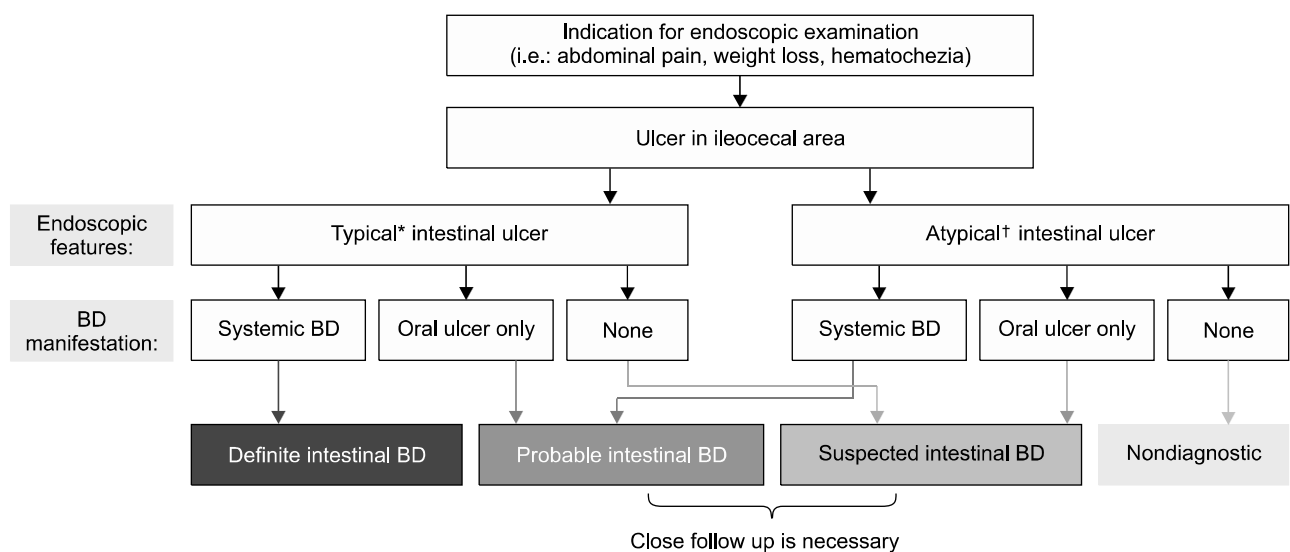 Indication for endoscopic examination
(i.e.: abdominal pain, weight loss, hematochezia)
Ulcer in ileocecal area
Endoscopic
features:
Typical* intestinal ulcer
Atypical† intestinal ulcer
BD
manifestation:
Systemic BD
Oral ulcer only
None
Systemic BD
Oral ulcer only
None
Definite intestinal BD
Probable intestinal BD
Suspected intestinal BD
Nondiagnostic
Close follow up is necessary